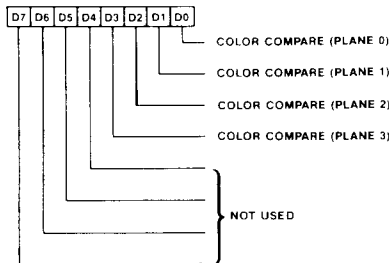 D7 D6 D5 D4 D3 D2 D1 D0
COLOR COMPARE (PLANE 0)
COLOR COMPARE (PLANE 1)
COLOR COMPARE (PLANE 2)
COLOR COMPARE (PLANE 3)
NOT USED